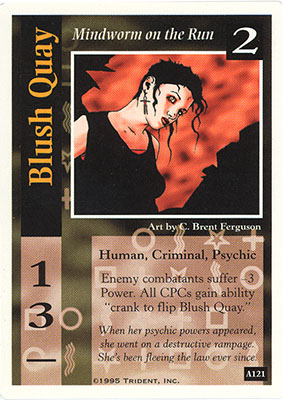 Mindworm on the Run
2
Blush Quay
Art by C. Brent Ferguson
1
3
Human, Criminal, Psychic
Enemy combatants suffer -3
Power. All CPCs gain ability
"crank to flip Blush Quay."
When her psychic powers appeared,
she went on a destructive rampage.
She's been fleeing the law ever since.
©1995 TRIDENT, INC.
A121